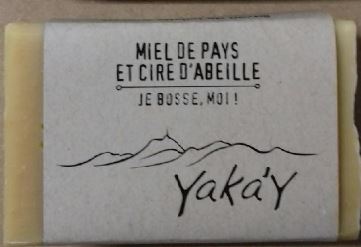 MIEL DE PAYS
ET CIRE D'ABEILLE
JE BOSSE, MOI !
Yaka'Y